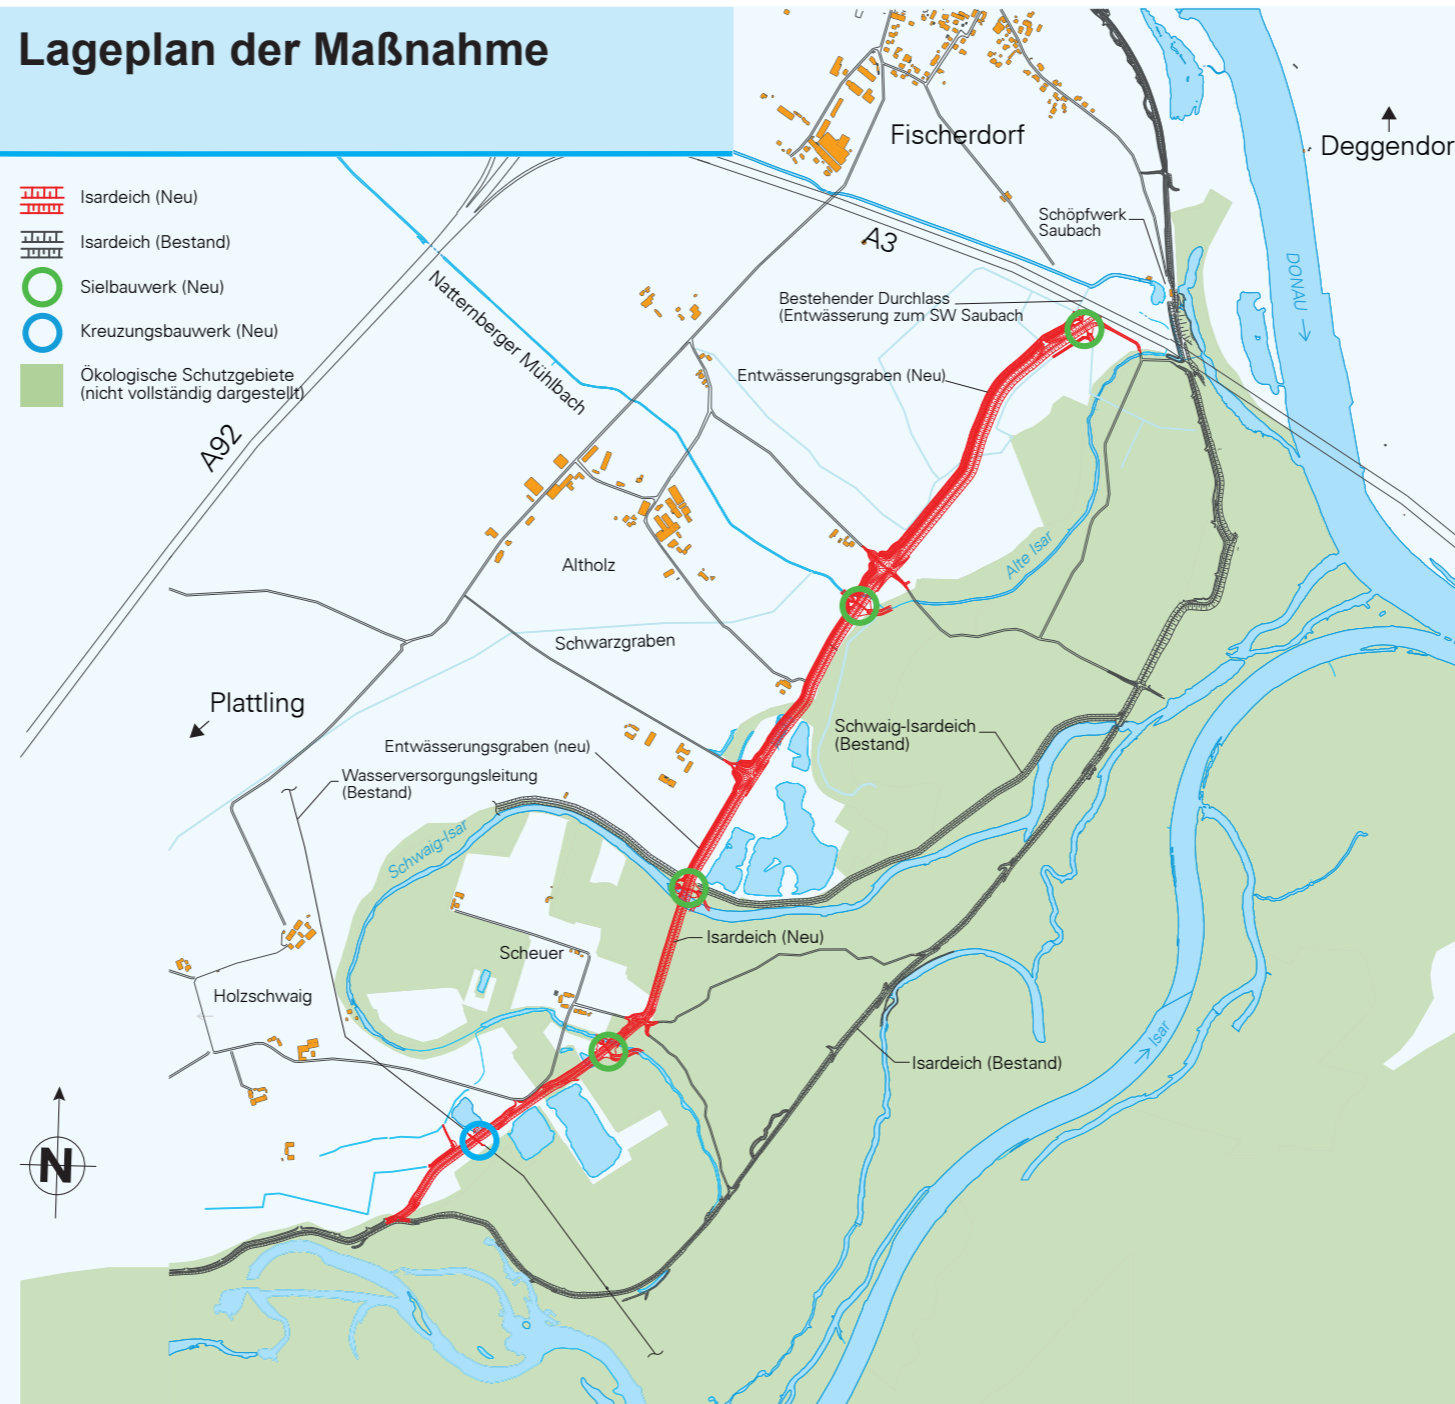 Lageplan der Maßnahme
Isardeich (Neu)
Isardeich (Bestand)
Sielbauwerk (Neu)
Kreuzungsbauwerk (Neu)
Ökologische Schutzgebiete
(nicht vollständig dargestellt)
Fischerdorf
Deggendor
Schöpfwerk
Saubach
A3
DONAU
Natternberger Mühlbach
Bestehender Durchlass
(Entwässerung zum SW Saubach
Entwässerungsgraben (Neu)
A92
Alte Isar
Altholz
Schwarzgraben
Plattling
Schwaig-Isardeich
(Bestand)
Entwässerungsgraben (neu)
Wasserversorgungsleitung
(Bestand)
Schwaig-Isar
Isardeich (Neu)
Scheuer
Holzschwaig
Isar
Isardeich (Bestand)
N